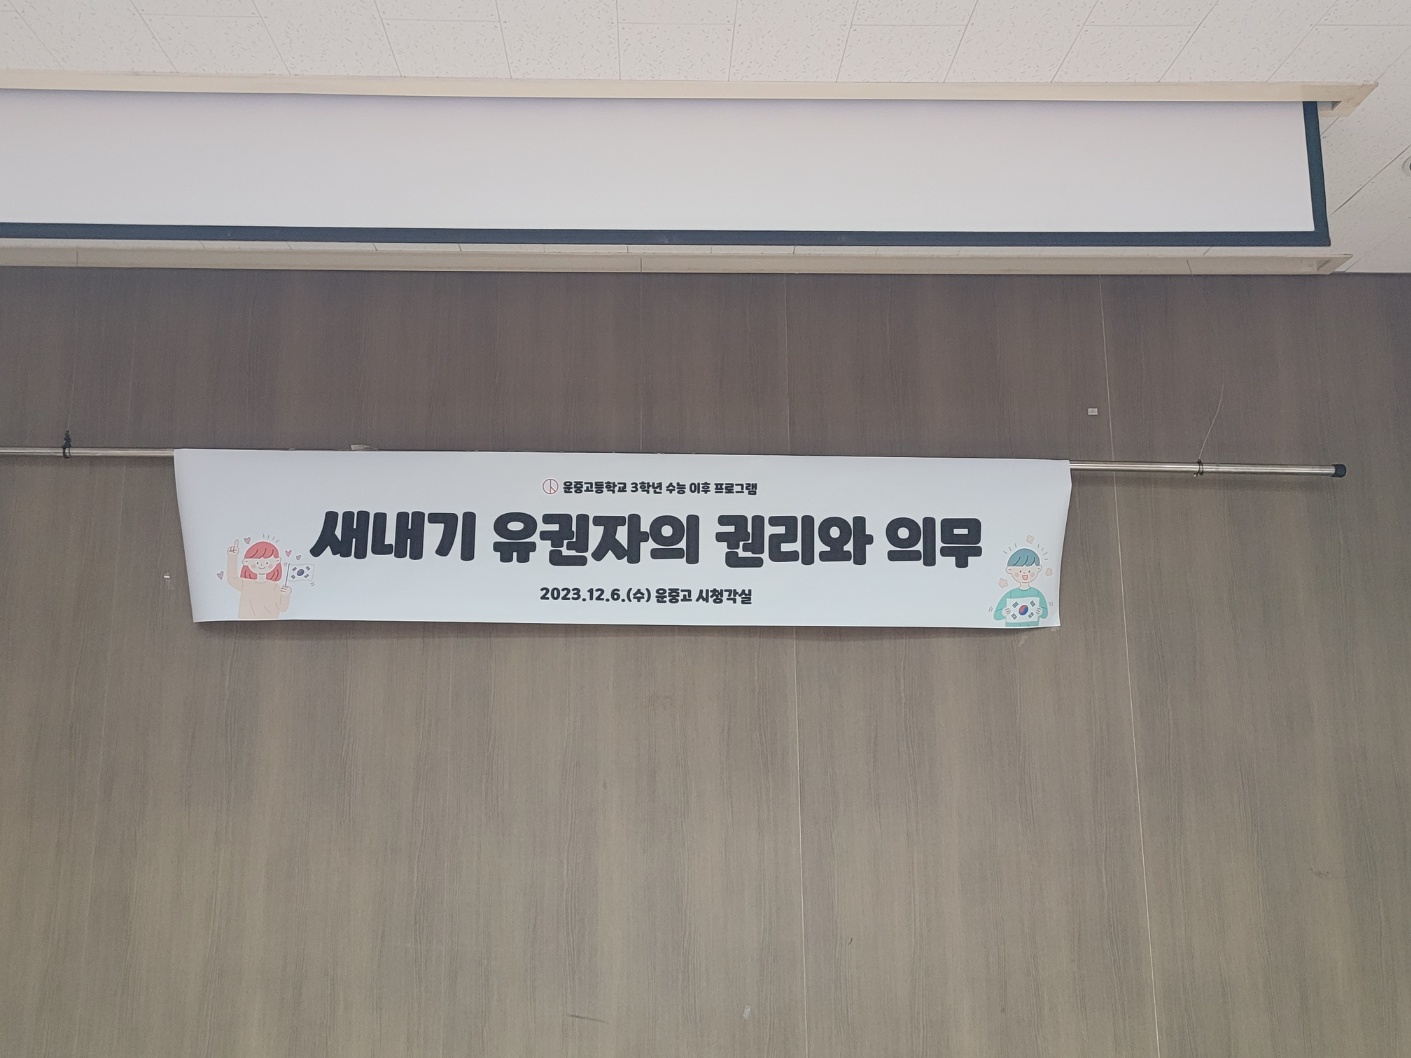 운중고등학교 3학년 수능 이후 프로그램
새내기 유권자의 권리와 의무
2023.12.6.(수) 운중고 시청각실